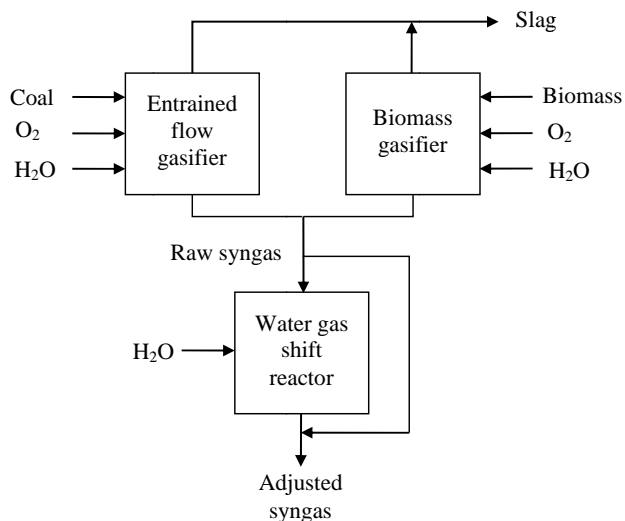 Slag
Coal
O₂
H₂O
Entrained
flow
gasifier
Biomass
gasifier
Biomass
O₂
H₂O
Raw syngas
H₂O
Water gas
shift
reactor
Adjusted
syngas